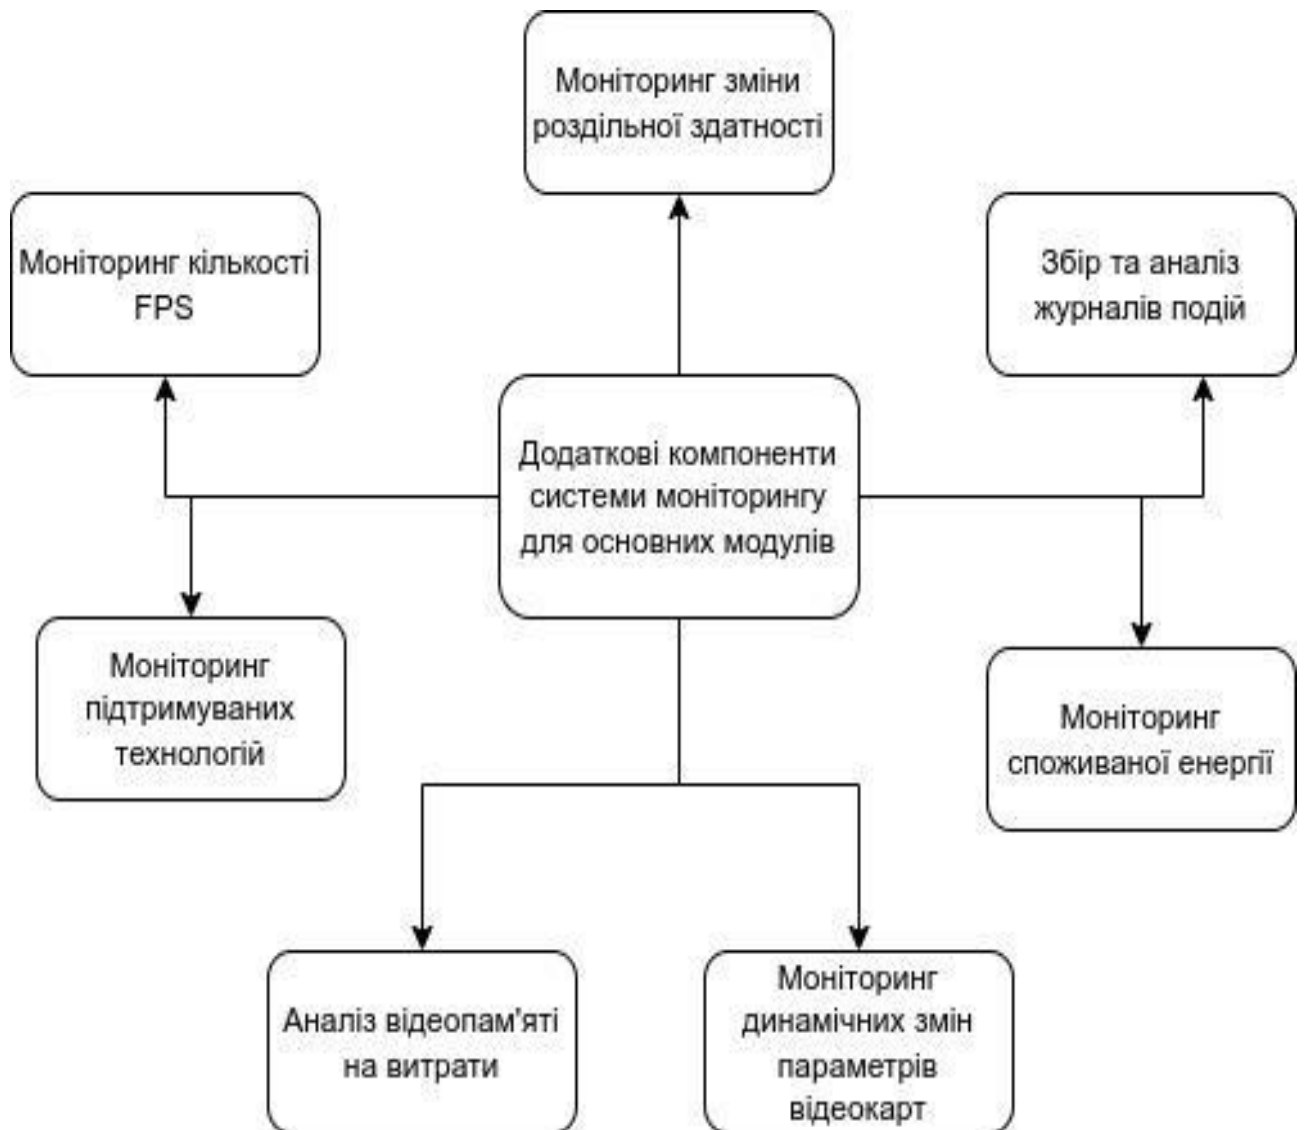 Моніторинг зміни
роздільної здатності
Моніторинг кількості
FPS
Збір та аналіз
журналів подій
Додаткові компоненти
системи моніторингу
для основних модулів
Моніторинг
підтримуваних
технологій
Моніторинг
споживаної енергії
Аналіз відеопам'яті
на витрати
Моніторинг
динамічних змін
параметрів
відеокарт